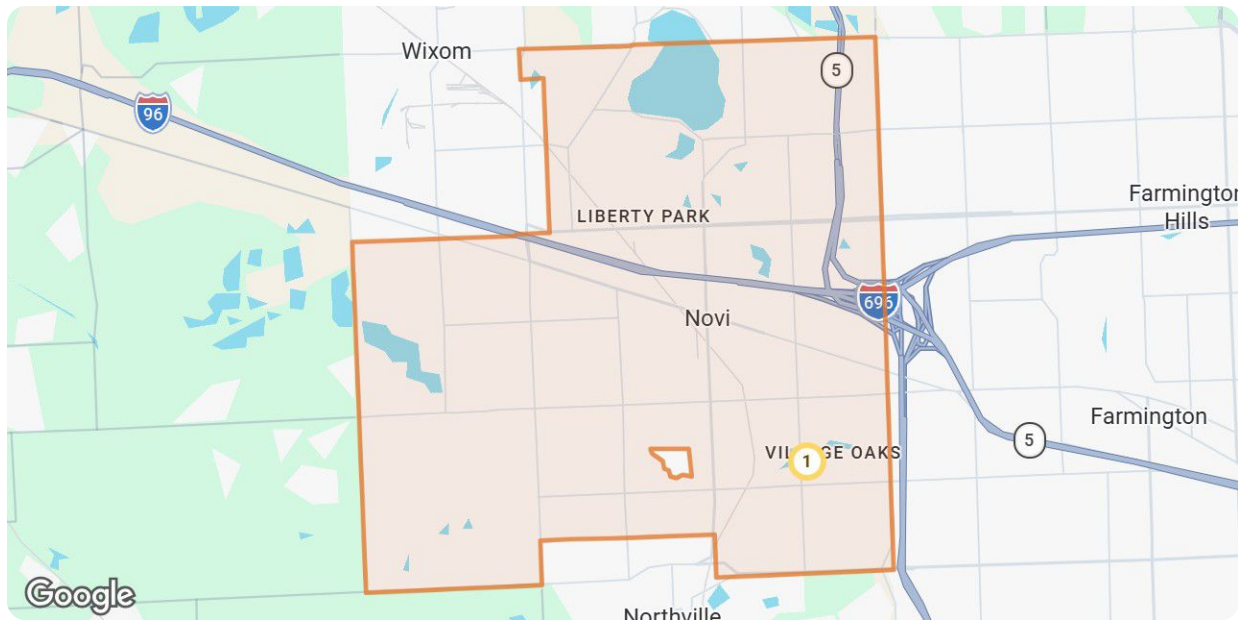 Wixom
5
96
Farmington
Hills
LIBERTY PARK
696
Novi
Farmington
5
VILLAGE OAKS
1
Google
Northville